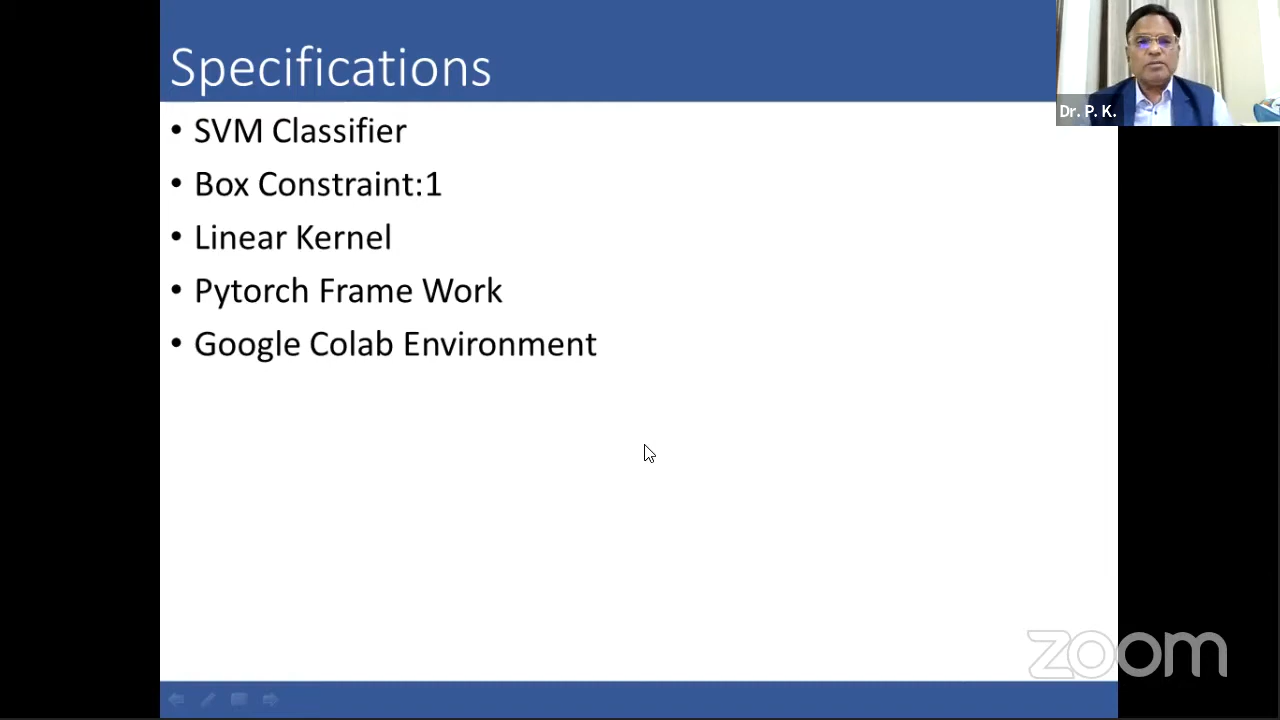 Specifications
• SVM Classifier
• Box Constraint:1
• Linear Kernel
• Pytorch Frame Work
• Google Colab Environment
Dr. P. K.
zoom